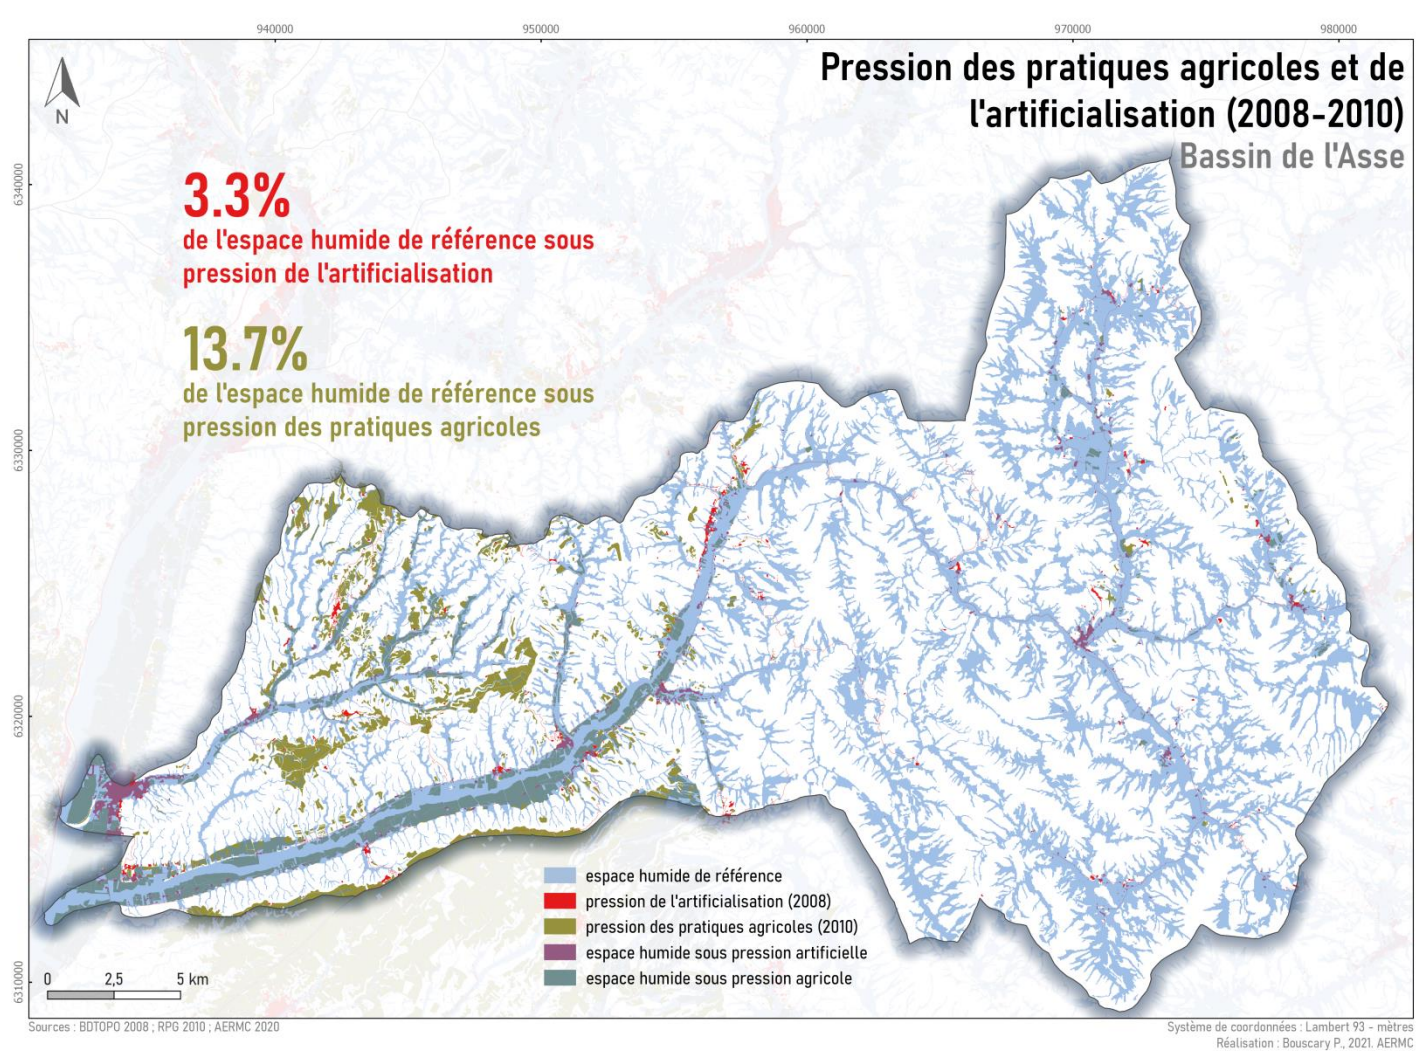 940000
950000
960000
970000
980000
Pression des pratiques agricoles et de
l'artificialisation (2008-2010)
Bassin de l'Asse
N
6340000
6330000
6320000
6310000
3.3%
de l'espace humide de référence sous
pression de l'artificialisation
13.7%
de l'espace humide de référence sous
pression des pratiques agricoles
espace humide de référence
pression de l'artificialisation (2008)
pression des pratiques agricoles (2010)
espace humide sous pression artificielle
espace humide sous pression agricole
0 2,5 5 km
Sources : BDTOPO 2008 ; RPG 2010 ; AERMC 2020
Système de coordonnées : Lambert 93 - mètres
Réalisation : Bouscary P., 2021. AERMC